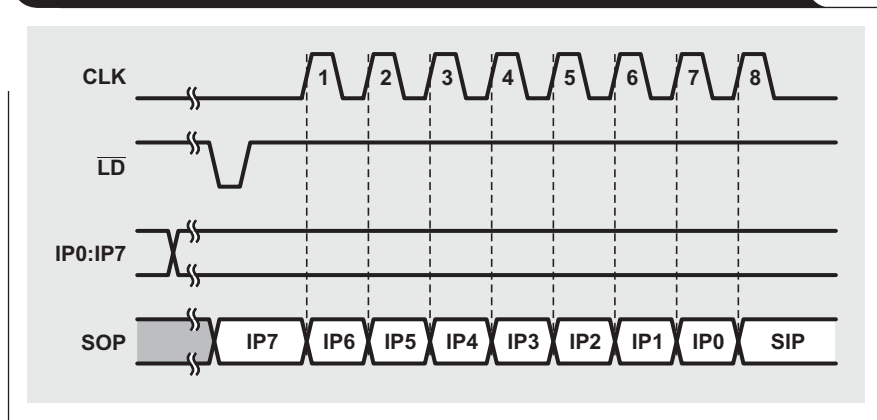 CLK 1 2 3 4 5 6 7 8
LD
IP0:IP7
SOP IP7 IP6 IP5 IP4 IP3 IP2 IP1 IP0 SIP